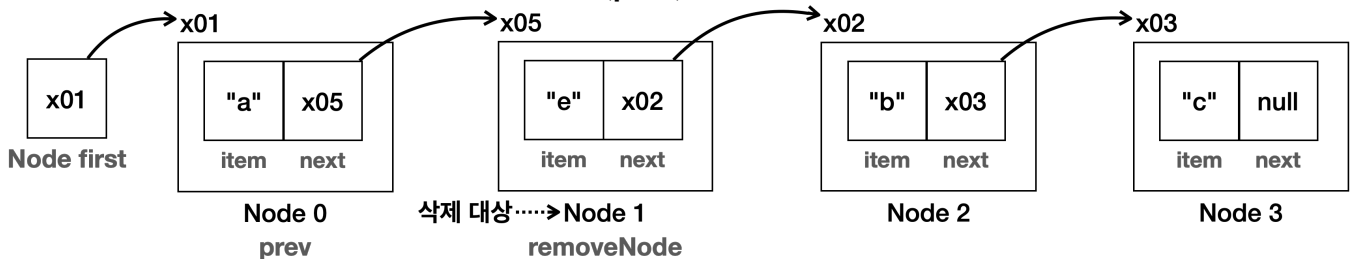 x01
x05
x02
x03
x01
"a"
x05
"e"
x02
"b"
x03
"c"
null
Node first
item
next
item
next
item
next
item
next
Node 0
삭제 대상
Node 1
Node 2
Node 3
prev
removeNode